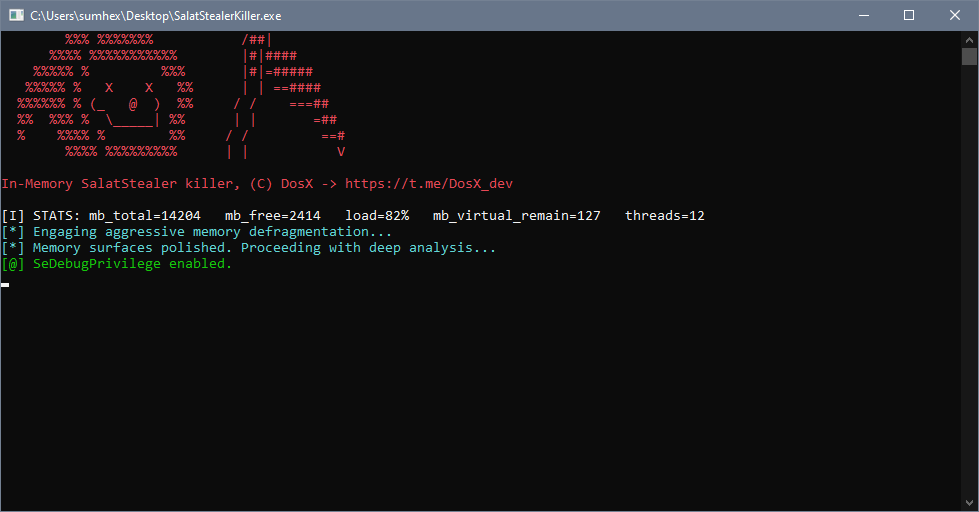 C:\Users\sumhex\Desktop\SalatStealerKiller.exe
        %%% %%%%%%%           /##|
      %%%% %%%%%%%%%%%        |#|####
    %%%%% %         %%%       |#|=#####
   %%%%% %   X    X   %%      | | ==####
  %%%%%% % (_   @  )  %%     / /    ===##
  %%  %%% %  \_____| %%      | |       =##
  %    %%%% %        %%     / /         ==#
        %%%% %%%%%%%%%      | |           V
In-Memory SalatStealer killer, (C) DosX -> https://t.me/DosX_dev
[I] STATS: mb_total=14204   mb_free=2414   load=82%   mb_virtual_remain=127   threads=12
[*] Engaging aggressive memory defragmentation...
[*] Memory surfaces polished. Proceeding with deep analysis...
[@] SeDebugPrivilege enabled.